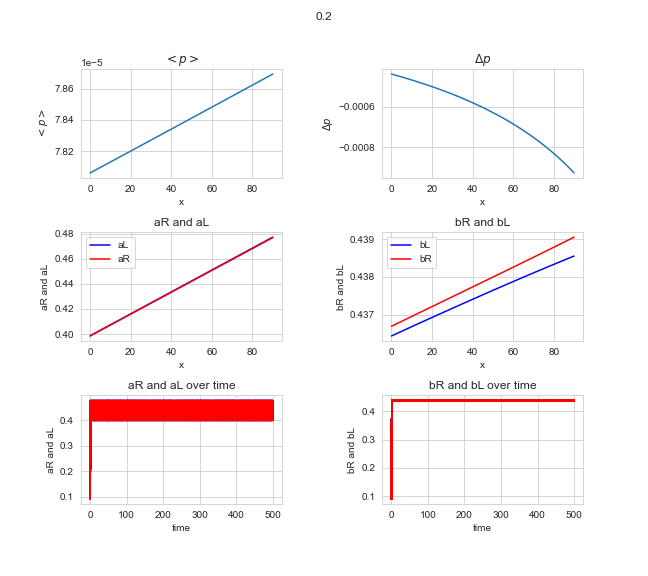 0.2
< p >
1e−5
7.86
7.84
7.82
< p >
0 20 40 60 80
x
Δp
−0.0006
−0.0008
Δp
0 20 40 60 80
x
aR and aL
0.48
0.46
0.44
0.42
0.40
aR and aL
aL
aR
0 20 40 60 80
x
bR and bL
0.439
0.438
0.437
bR and bL
bL
bR
0 20 40 60 80
x
aR and aL over time
0.4
0.3
0.2
0.1
aR and aL
0 100 200 300 400 500
time
bR and bL over time
0.4
0.3
0.2
0.1
bR and bL
0 100 200 300 400 500
time